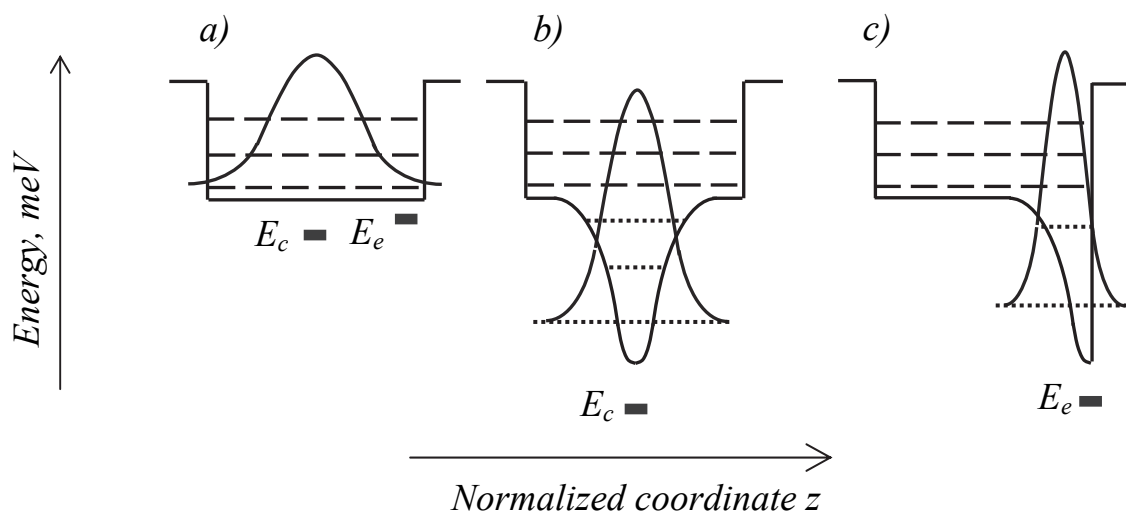 a) b) c)
Energy, meV
E_c E_e
E_c
E_e
Normalized coordinate z